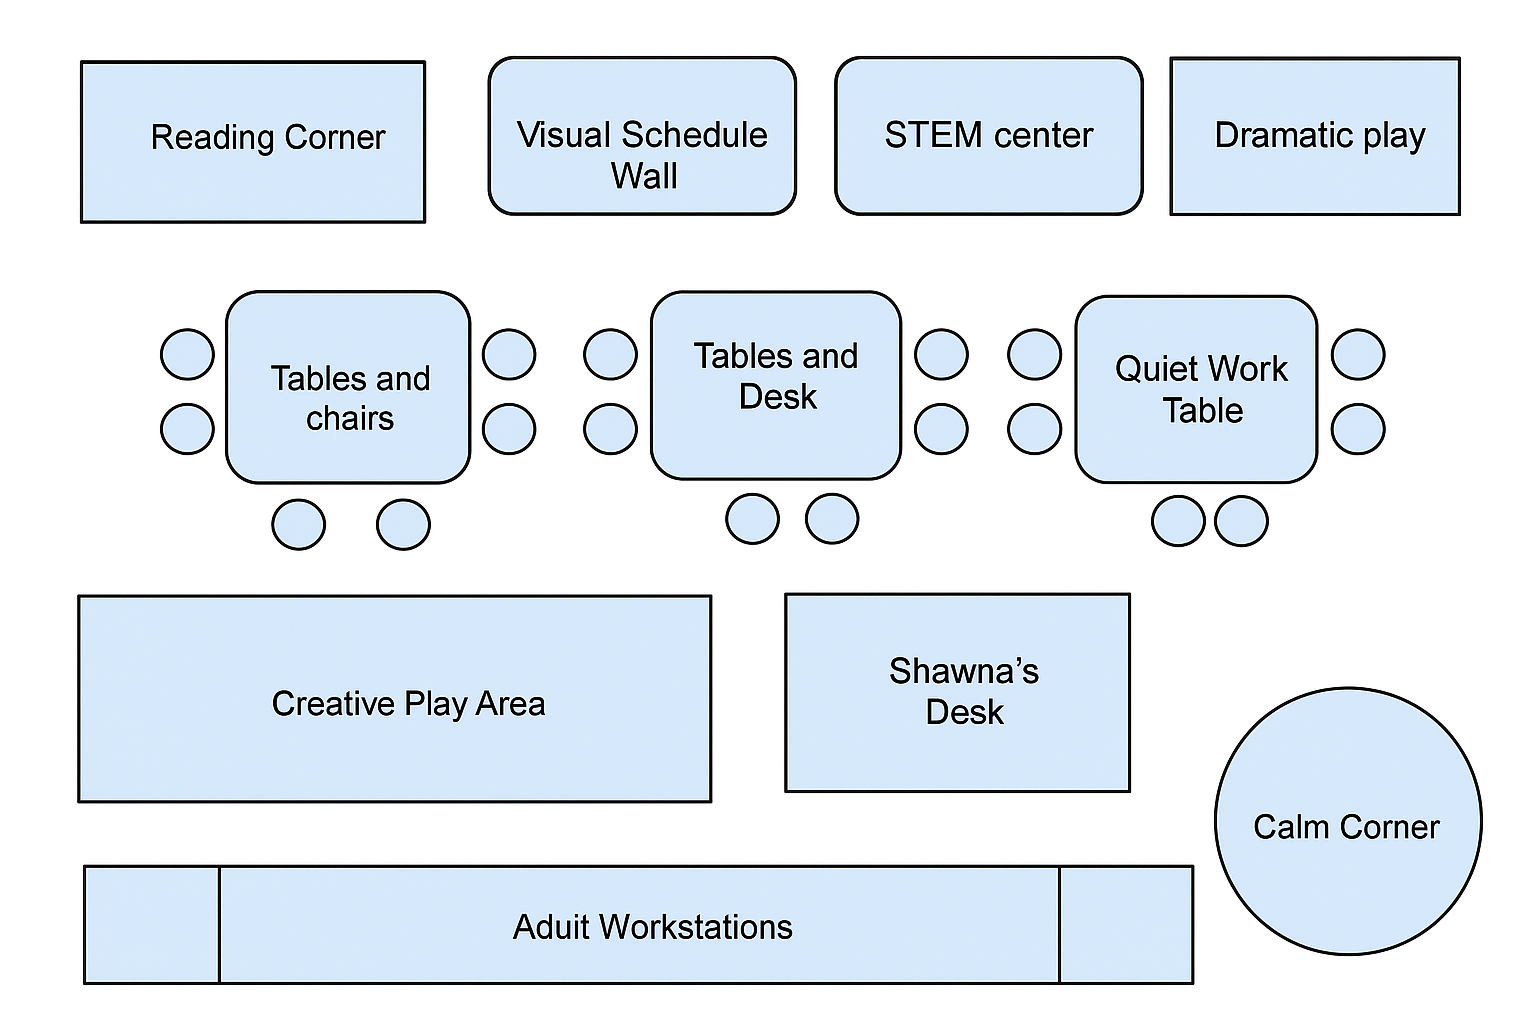 Reading Corner
Visual Schedule
Wall
STEM center
Dramatic play
Tables and
chairs
Tables and
Desk
Quiet Work
Table
Creative Play Area
Shawna’s
Desk
Calm Corner
Aduit Workstations